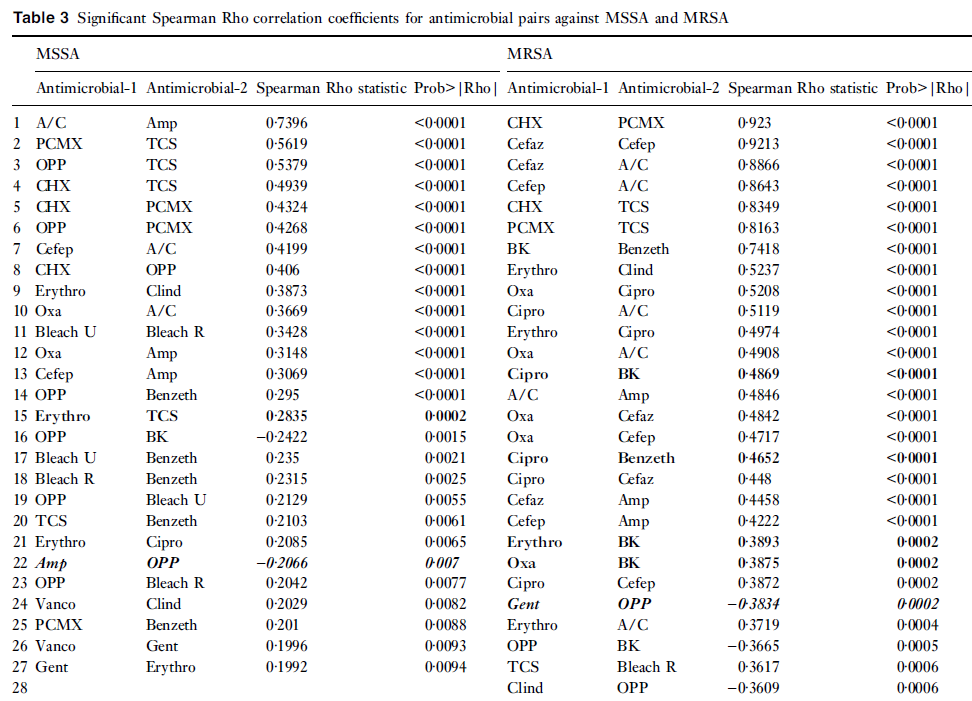 Table 3 Significant Spearman Rho correlation coefficients for antimicrobial pairs against MSSA and MRSA
MSSA MRSA
Antimicrobial-1 Antimicrobial-2 Spearman Rho statistic Prob>|Rho| Antimicrobial-1 Antimicrobial-2 Spearman Rho statistic Prob>|Rho|
1 A/C Amp 0·7396 <0·0001 CHX PCMX 0·923 <0·0001
2 PCMX TCS 0·5619 <0·0001 Cefaz Cefep 0·9213 <0·0001
3 OPP TCS 0·5379 <0·0001 Cefaz A/C 0·8866 <0·0001
4 CHX TCS 0·4939 <0·0001 Cefep A/C 0·8643 <0·0001
5 CHX PCMX 0·4324 <0·0001 CHX TCS 0·8349 <0·0001
6 OPP PCMX 0·4268 <0·0001 PCMX TCS 0·8163 <0·0001
7 Cefep A/C 0·4199 <0·0001 BK Benzeth 0·7418 <0·0001
8 CHX OPP 0·406 <0·0001 Erythro Clind 0·5237 <0·0001
9 Erythro Clind 0·3873 <0·0001 Oxa Cipro 0·5208 <0·0001
10 Oxa A/C 0·3669 <0·0001 Cipro A/C 0·5119 <0·0001
11 Bleach U Bleach R 0·3428 <0·0001 Erythro Cipro 0·4974 <0·0001
12 Oxa Amp 0·3148 <0·0001 Oxa A/C 0·4908 <0·0001
13 Cefep Amp 0·3069 <0·0001 Cipro BK 0·4869 <0·0001
14 OPP Benzeth 0·295 <0·0001 A/C Amp 0·4846 <0·0001
15 Erythro TCS 0·2835 0·0002 Oxa Cefaz 0·4842 <0·0001
16 OPP BK −0·2422 0·0015 Oxa Cefep 0·4717 <0·0001
17 Bleach U Benzeth 0·235 0·0021 Cipro Benzeth 0·4652 <0·0001
18 Bleach R Benzeth 0·2315 0·0025 Cipro Cefaz 0·448 <0·0001
19 OPP Bleach U 0·2129 0·0055 Cefaz Amp 0·4458 <0·0001
20 TCS Benzeth 0·2103 0·0061 Cefep Amp 0·4222 <0·0001
21 Erythro Cipro 0·2085 0·0065 Erythro BK 0·3893 0·0002
22 Amp OPP −0·2066 0·007 Oxa BK 0·3875 0·0002
23 OPP Bleach R 0·2042 0·0077 Cipro Cefep 0·3872 0·0002
24 Vanco Clind 0·2029 0·0082 Gent OPP −0·3834 0·0002
25 PCMX Benzeth 0·201 0·0088 Erythro A/C 0·3719 0·0004
26 Vanco Gent 0·1996 0·0093 OPP BK −0·3665 0·0005
27 Gent Erythro 0·1992 0·0094 TCS Bleach R 0·3617 0·0006
28 Clind OPP −0·3609 0·0006